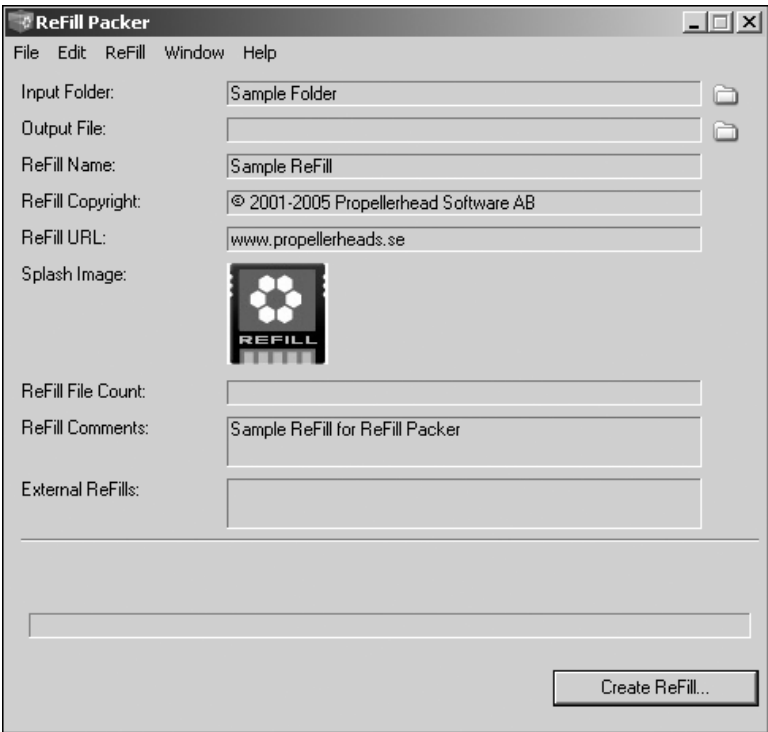 ReFill Packer
File Edit ReFill Window Help
Input Folder: Sample Folder
Output File:
ReFill Name: Sample ReFill
ReFill Copyright: © 2001-2005 Propellerhead Software AB
ReFill URL: www.propellerheads.se
Splash Image:
REFILL
ReFill File Count:
ReFill Comments: Sample ReFill for ReFill Packer
External ReFills:
Create ReFill...